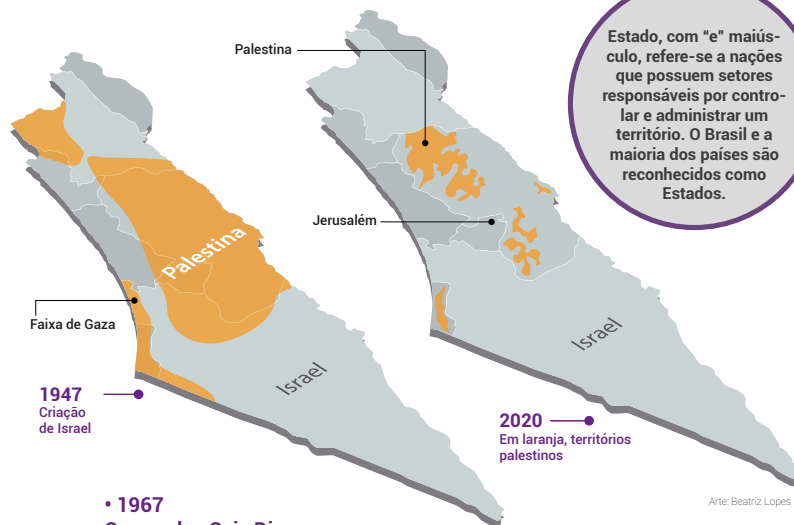 Estado, com “e” maiús-
culo, refere-se a nações
que possuem setores
responsáveis por contro-
lar e administrar um
território. O Brasil e a
maioria dos países são
reconhecidos como
Estados.
Palestina
Jerusalém
Palestina
Faixa de Gaza
Israel
Israel
1947
Criação
de Israel
2020
Em laranja, territórios
palestinos
Arte: Beatriz Lopes
• 1967